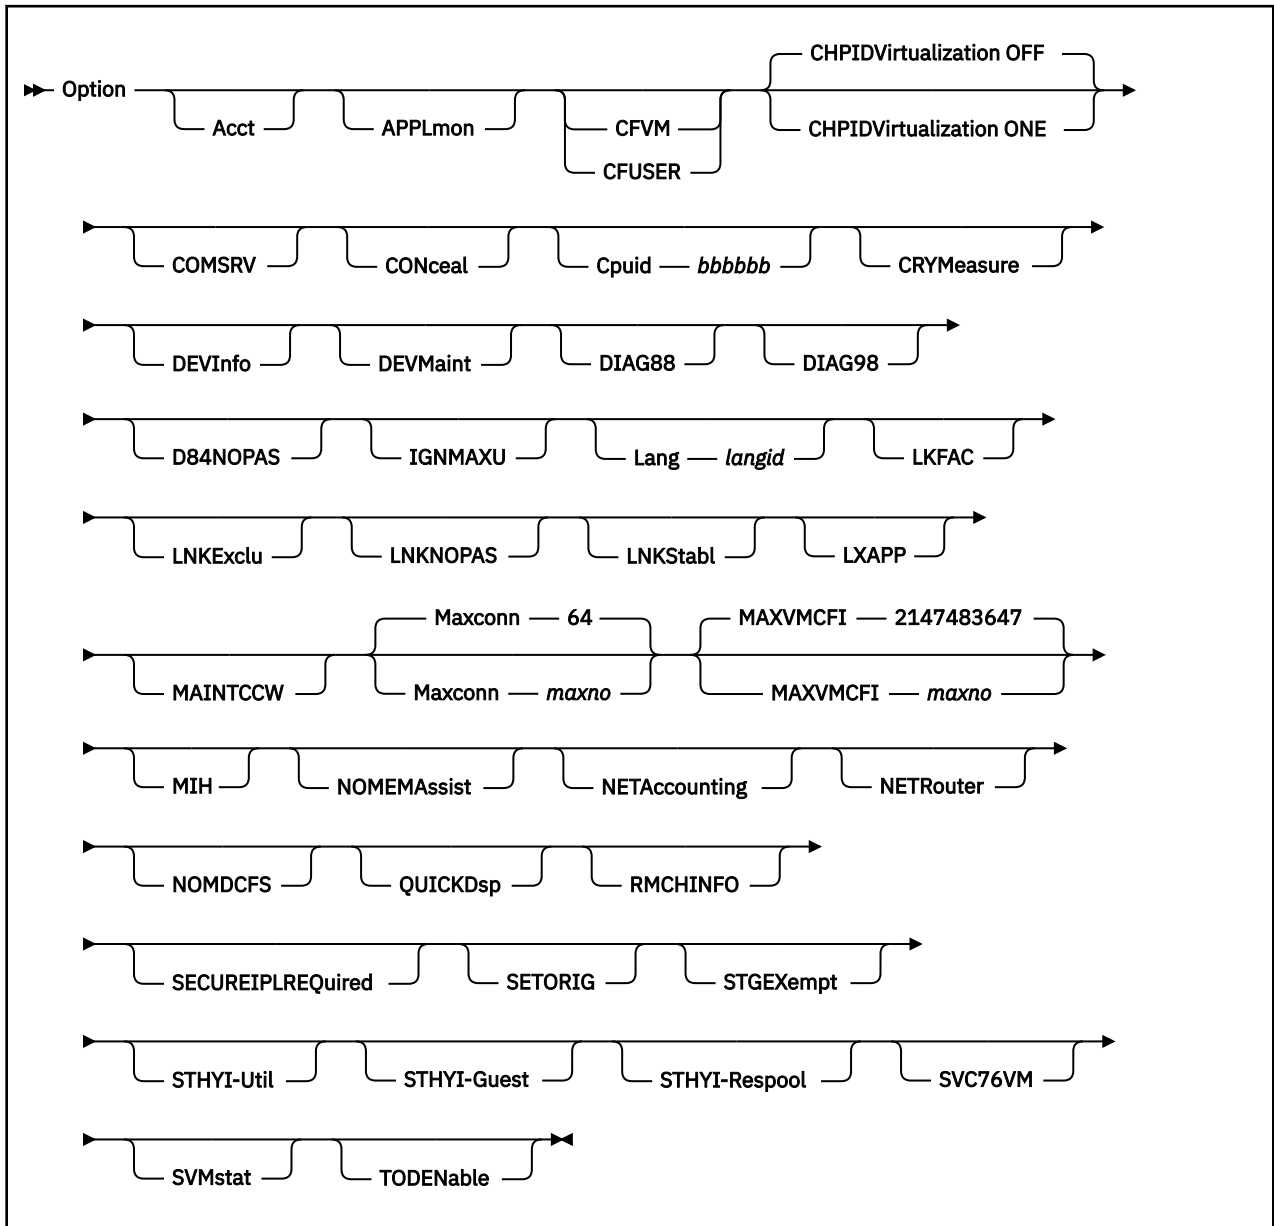 CHPIDVirtualization OFF
Option
Acct APPLmon CFVM CHPIDVirtualization ONE
CFUSER
COMSRV CONceal Cpuid bbbbbb CRYMeasure
DEVInfo DEVMaint DIAG88 DIAG98
D84NOPAS IGNMAXU Lang langid LKFAC
LNKExclu LNKNOPAS LNKStabl LXAPP
Maxconn 64 MAXVMCFI 2147483647
MAINTCCW Maxconn maxno MAXVMCFI maxno
MIH NOMEMAssist NETAccounting NETRouter
NOMDCFS QUICKDsp RMCHINFO
SECUREIPLREQuired SETORIG STGEXempt
STHYI-Util STHYI-Guest STHYI-Respool SVC76VM
SVMstat TODENable